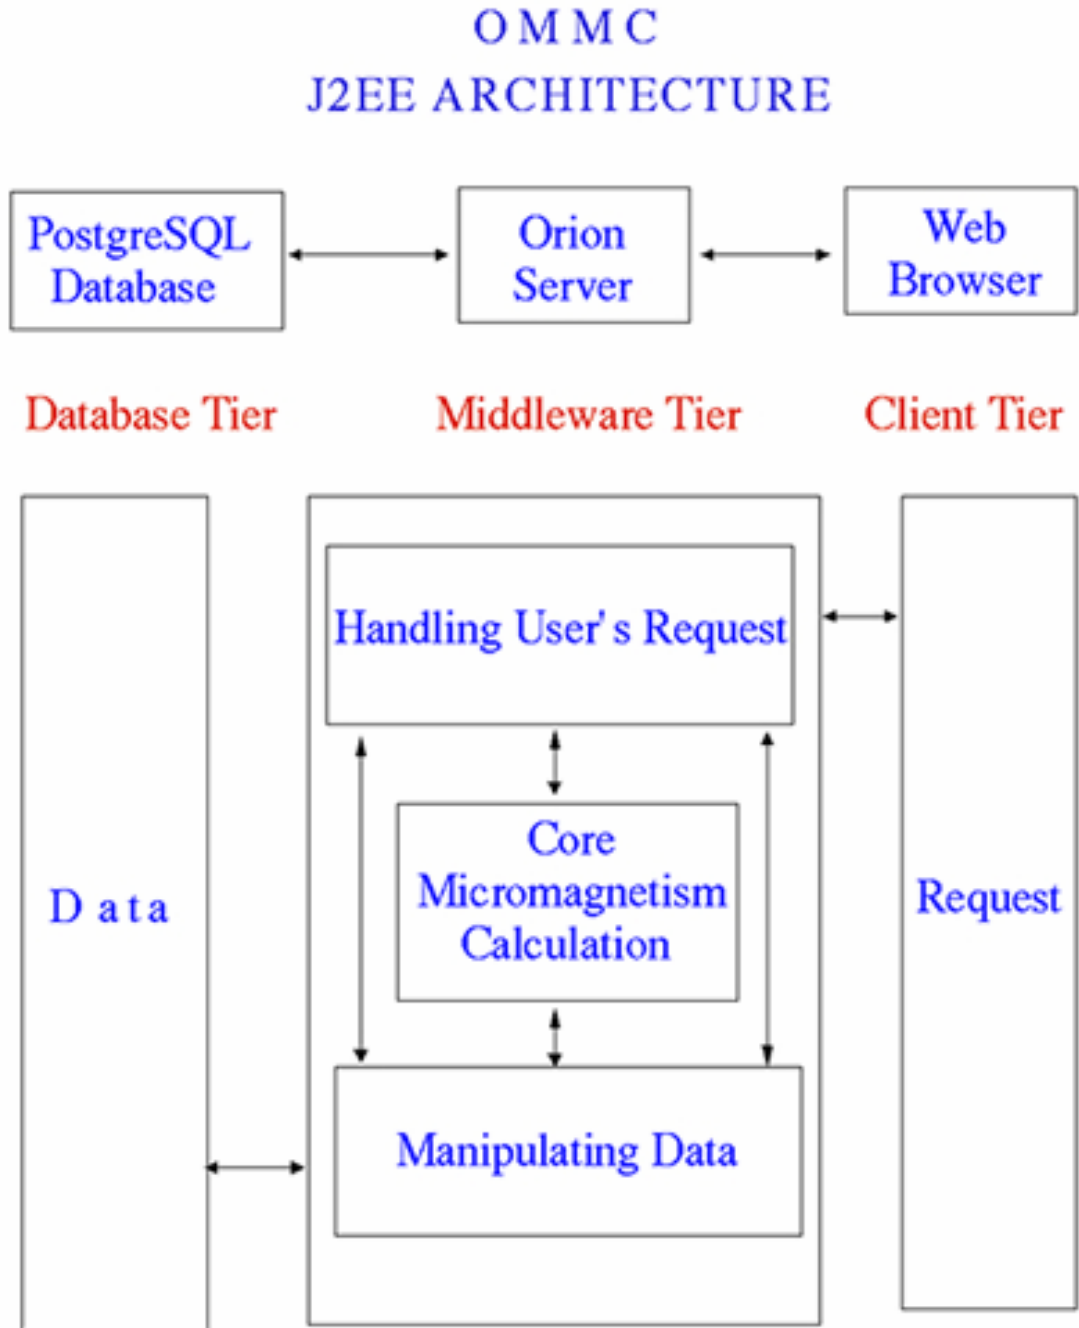 O M M C
J2EE ARCHITECTURE
PostgreSQL
Database
Orion
Server
Web
Browser
Database Tier
Middleware Tier
Client Tier
Handling User's Request
Core
Micromagnetism
Calculation
Data
Request
Manipulating Data